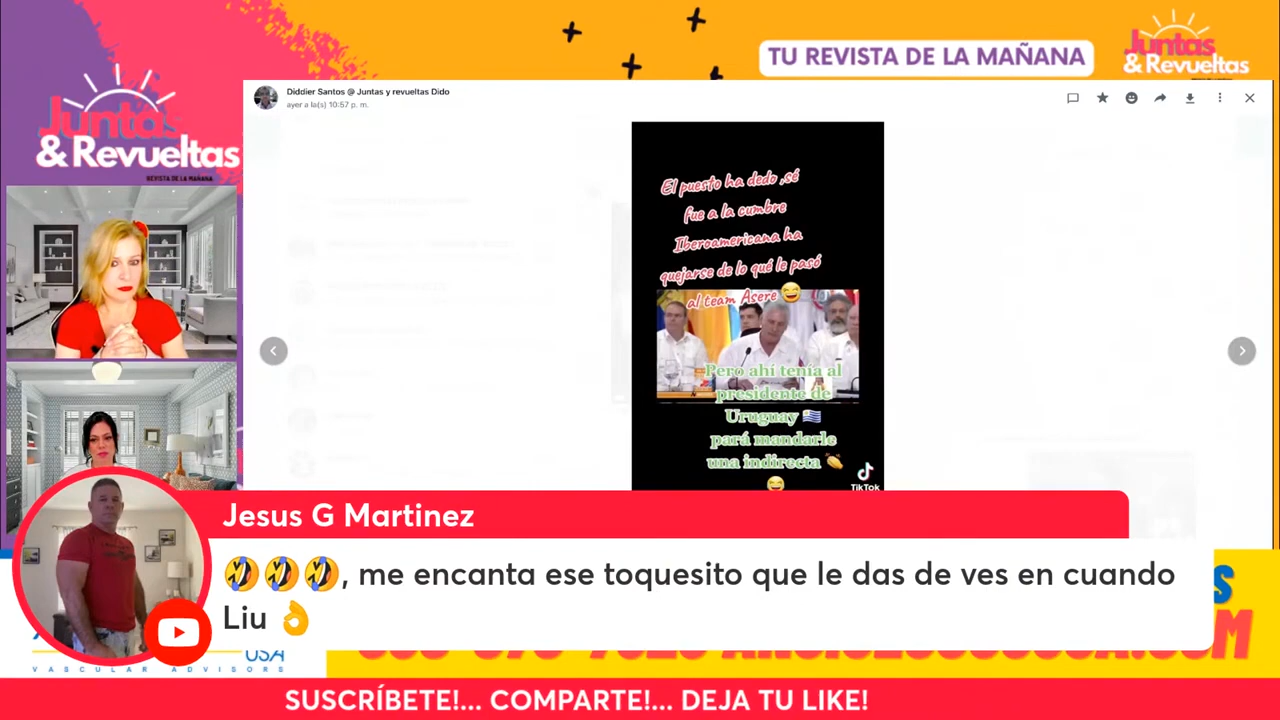 TU REVISTA DE LA MAÑANA
Juntas
& Revueltas
Juntas
& Revueltas
REVISTA DE LA MAÑANA
Diddier Santos @ Juntas y revueltas Dido
ayer a la(s) 10:57 p. m.
El puesto ha dedo ,sé
fue a la cumbre
Iberoamericana ha
quejarse de lo qué le pasó
al team Asere 😅
Pero ahí tenía al
presidente de
Uruguay 🇺🇾
pará mandarle
una indirecta 👏
😅
TikTok
Jesus G Martinez
🤣🤣🤣, me encanta ese toquesito que le das de ves en cuando
Liu 👌
USA
VASCULAR ADVISORS
SUSCRÍBETE!... COMPARTE!... DEJA TU LIKE!